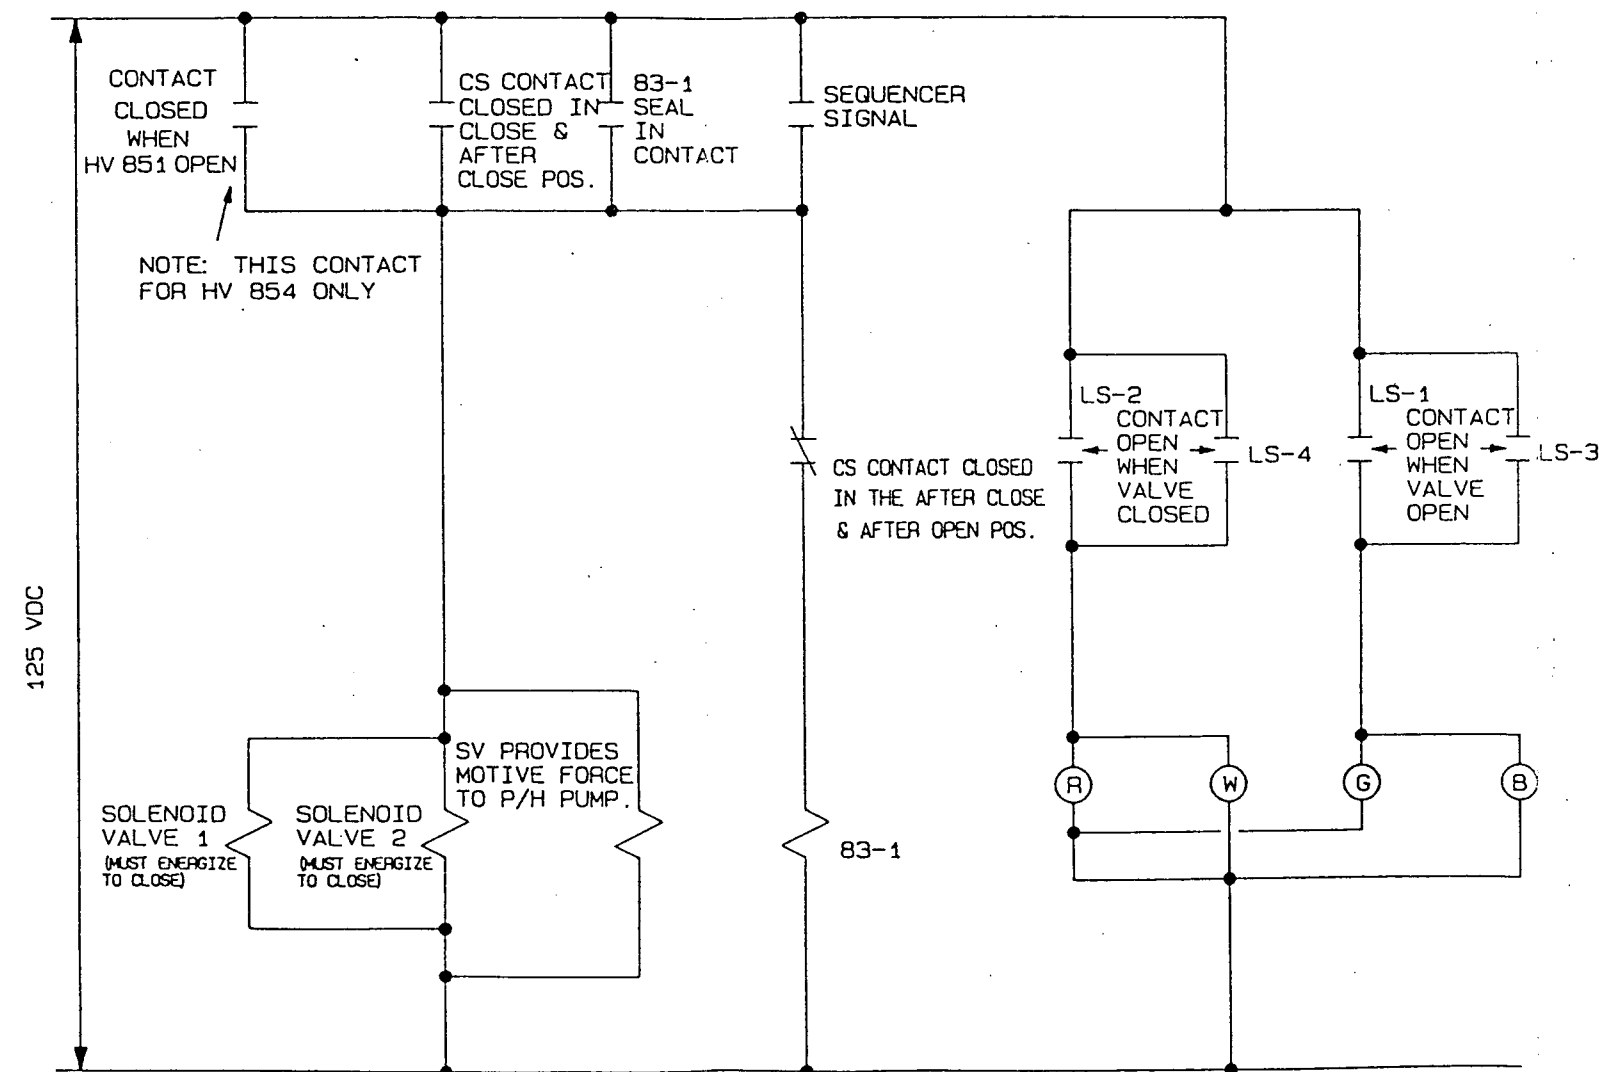 CONTACT
CLOSED
WHEN
HV 851 OPEN
NOTE: THIS CONTACT
FOR HV 854 ONLY
CS CONTACT
CLOSED IN
CLOSE &
AFTER
CLOSE POS.
83-1
SEAL
IN
CONTACT
SEQUENCER
SIGNAL
125 VDC
CS CONTACT CLOSED
IN THE AFTER CLOSE
& AFTER OPEN POS.
LS-2
CONTACT
OPEN
WHEN
VALVE
CLOSED
LS-4
LS-1
CONTACT
OPEN
WHEN
VALVE
OPEN
LS-3
SV PROVIDES
MOTIVE FORCE
TO P/H PUMP.
SOLENOID
VALVE 1
(MUST ENERGIZE
TO CLOSE)
SOLENOID
VALVE 2
(MUST ENERGIZE
TO CLOSE)
83-1
R
W
G
B